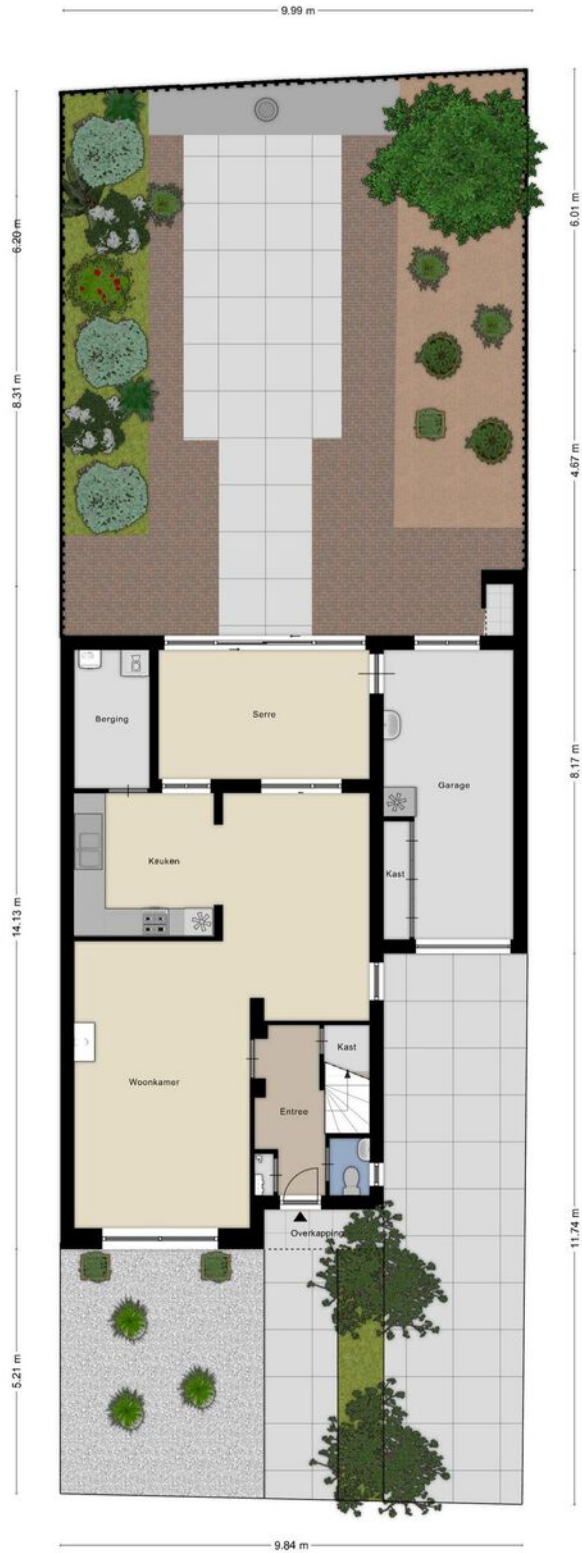 9.99 m
6.20 m
6.01 m
8.31 m
4.67 m
Berging
Serre
Garage
8.17 m
Keuken
Kast
14.13 m
Kast
Woonkamer
Entree
Overkapping
11.74 m
5.21 m
9.84 m